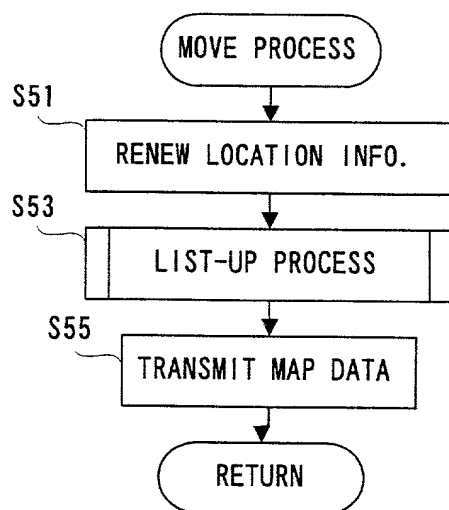 MOVE PROCESS
S51
RENEW LOCATION INFO.
S53
LIST-UP PROCESS
S55
TRANSMIT MAP DATA
RETURN